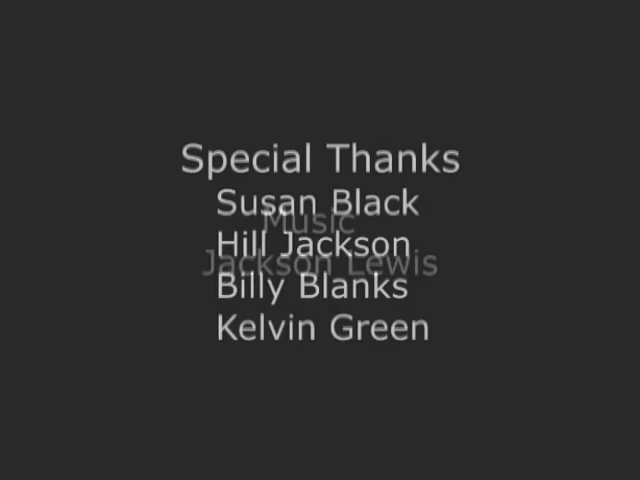 Special Thanks
Susan Black
Music
Hill Jackson
Jackson Lewis
Billy Blanks
Kelvin Green